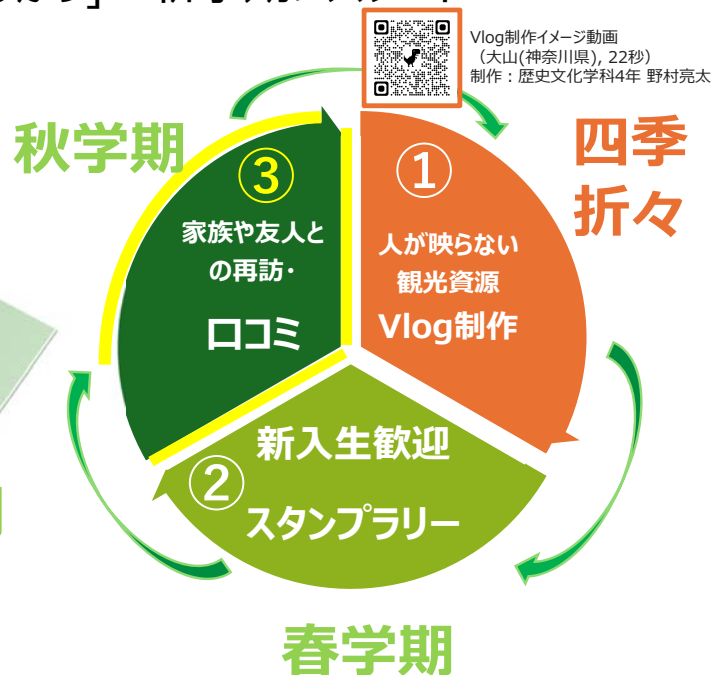 Vlog制作イメージ動画
（大山(神奈川県), 22秒）
制作：歴史文化学科4年 野村亮太
秋学期
四季
折々
③
家族や友人と
の再訪・
口コミ
①
人が映らない
観光資源
Vlog制作
②
新入生歓迎
スタンプラリー
春学期